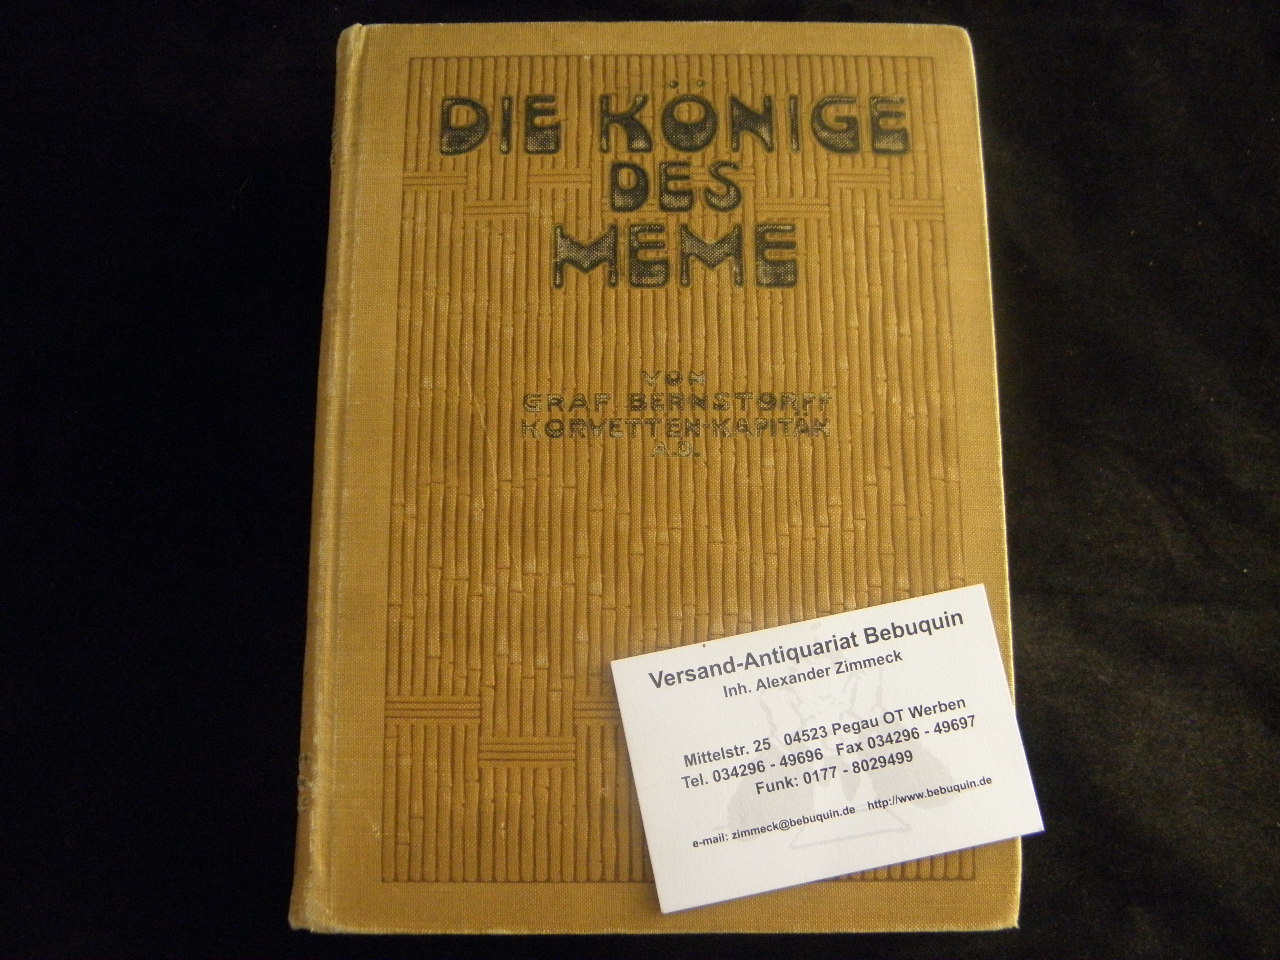 DIE KÖNIGE
DES
MEME
VON
GRAF BERNSTORFF
KORVETTEN-KAPITÄN
A.D.
Versand-Antiquariat Bebuquin
Inh. Alexander Zimmeck
Mittelstr. 25 04523 Pegau OT Werben
Tel. 034296 - 49696 Fax 034296 - 49697
Funk: 0177 - 8029499
e-mail: zimmeck@bebuquin.de http://www.bebuquin.de